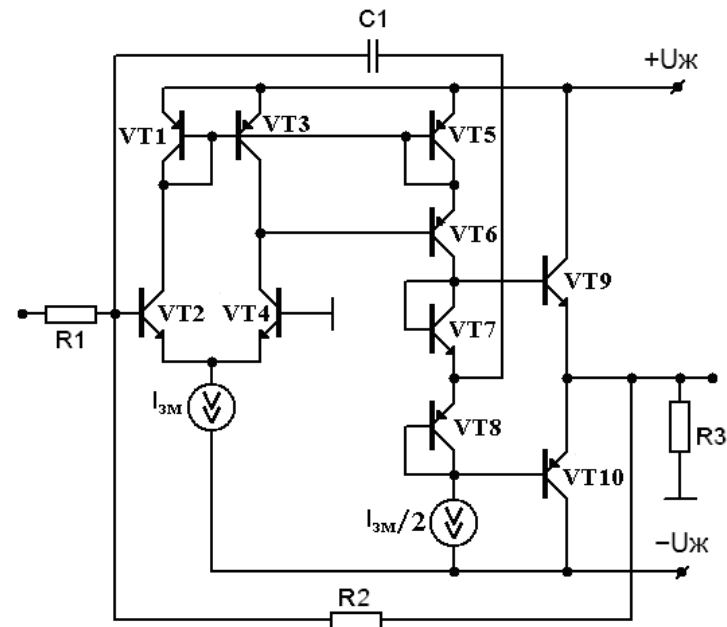 C1
+Uж
VT1
VT3
VT5
VT6
VT2
VT4
VT9
R1
VT7
Iзм
VT8
R3
VT10
Iзм/2
−Uж
R2